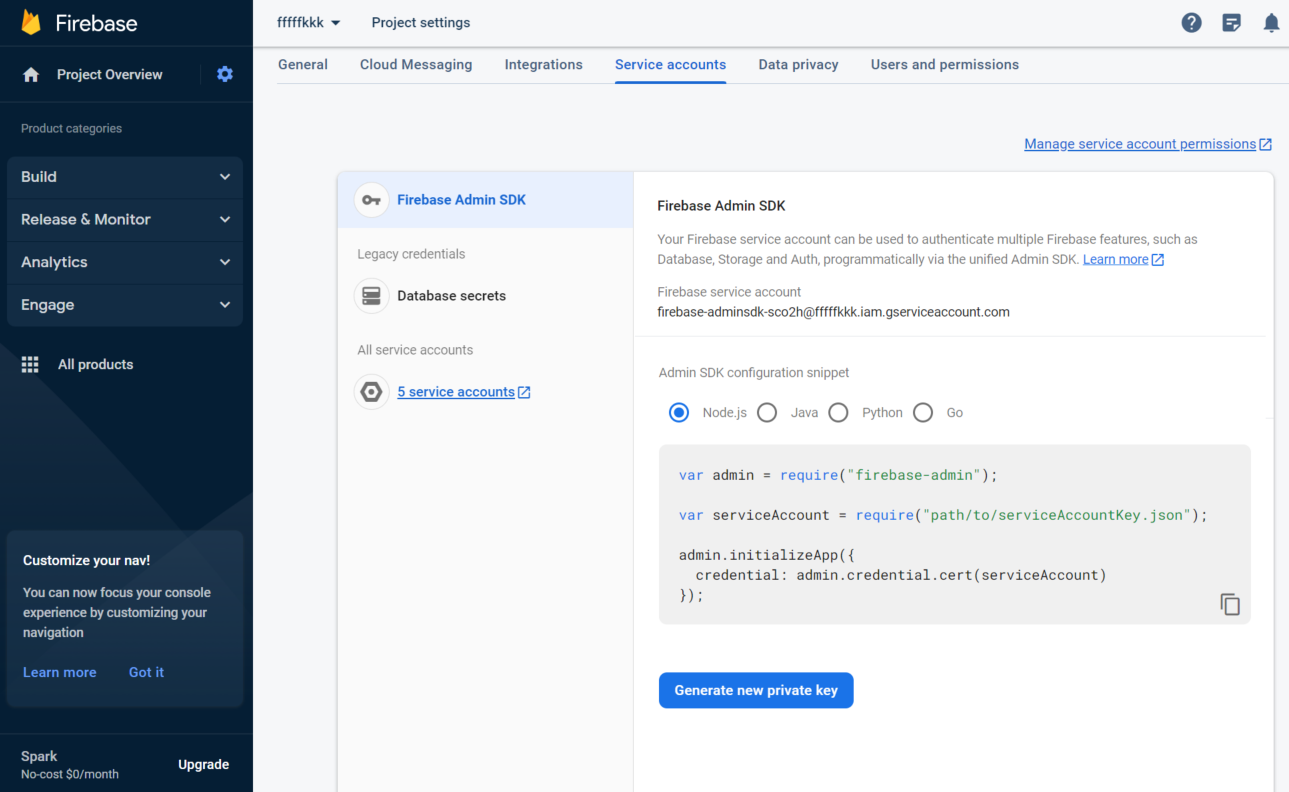 Firebase
fffffkkk
Project settings
Project Overview
General
Cloud Messaging
Integrations
Service accounts
Data privacy
Users and permissions
Product categories
Build
Release & Monitor
Analytics
Engage
All products
Customize your nav!
You can now focus your console
experience by customizing your
navigation
Learn more
Got it
Spark
No-cost $0/month
Upgrade
Manage service account permissions
Firebase Admin SDK
Legacy credentials
Database secrets
All service accounts
5 service accounts
Firebase Admin SDK
Your Firebase service account can be used to authenticate multiple Firebase features, such as
Database, Storage and Auth, programmatically via the unified Admin SDK. Learn more
Firebase service account
firebase-adminsdk-sco2h@fffffkkk.iam.gserviceaccount.com
Admin SDK configuration snippet
Node.js
Java
Python
Go
var admin = require("firebase-admin");
var serviceAccount = require("path/to/serviceAccountKey.json");
admin.initializeApp({
credential: admin.credential.cert(serviceAccount)
});
Generate new private key